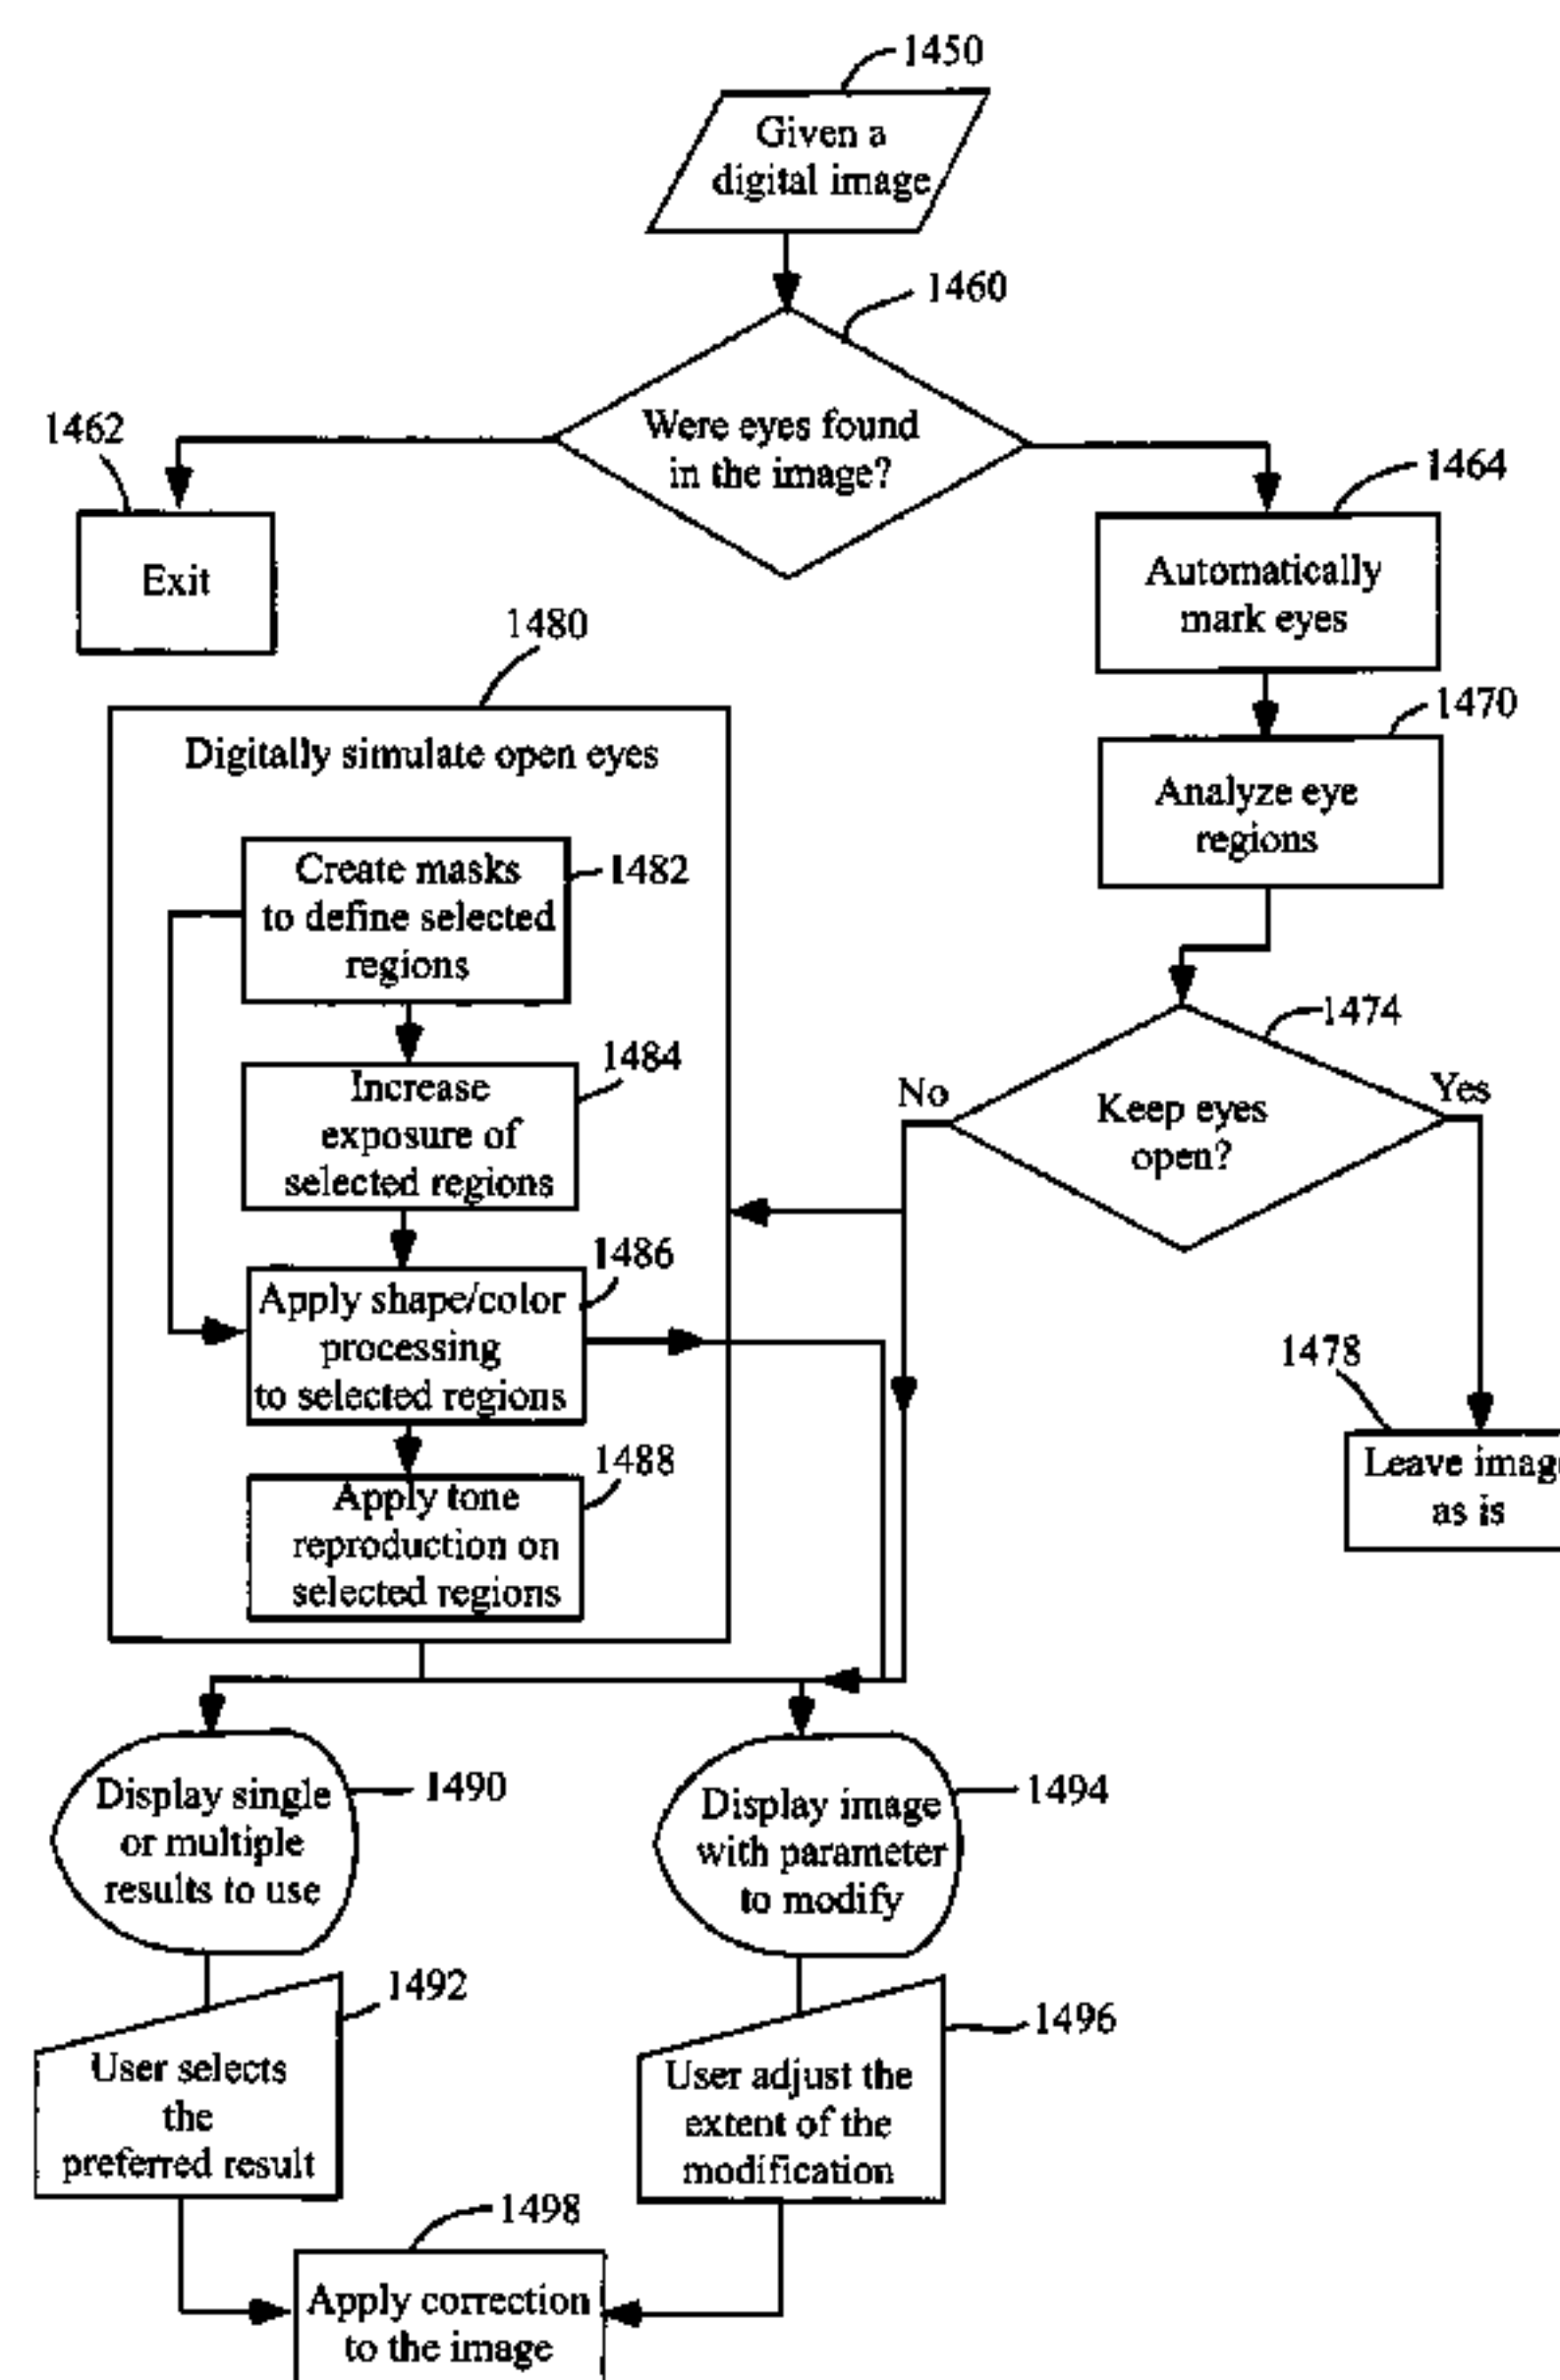 1450
Given a
digital image
1460
Were eyes found
in the image?
1462
Exit
1464
Automatically
mark eyes
1470
Analyze eye
regions
1474
Keep eyes
open?
No
Yes
1478
Leave image
as is
1480
Digitally simulate open eyes
1482
Create masks
to define selected
regions
1484
Increase
exposure of
selected regions
1486
Apply shape/color
processing
to selected regions
1488
Apply tone
reproduction on
selected regions
1490
Display single
or multiple
results to use
1494
Display image
with parameter
to modify
1492
User selects
the
preferred result
1496
User adjust the
extent of the
modification
1498
Apply correction
to the image